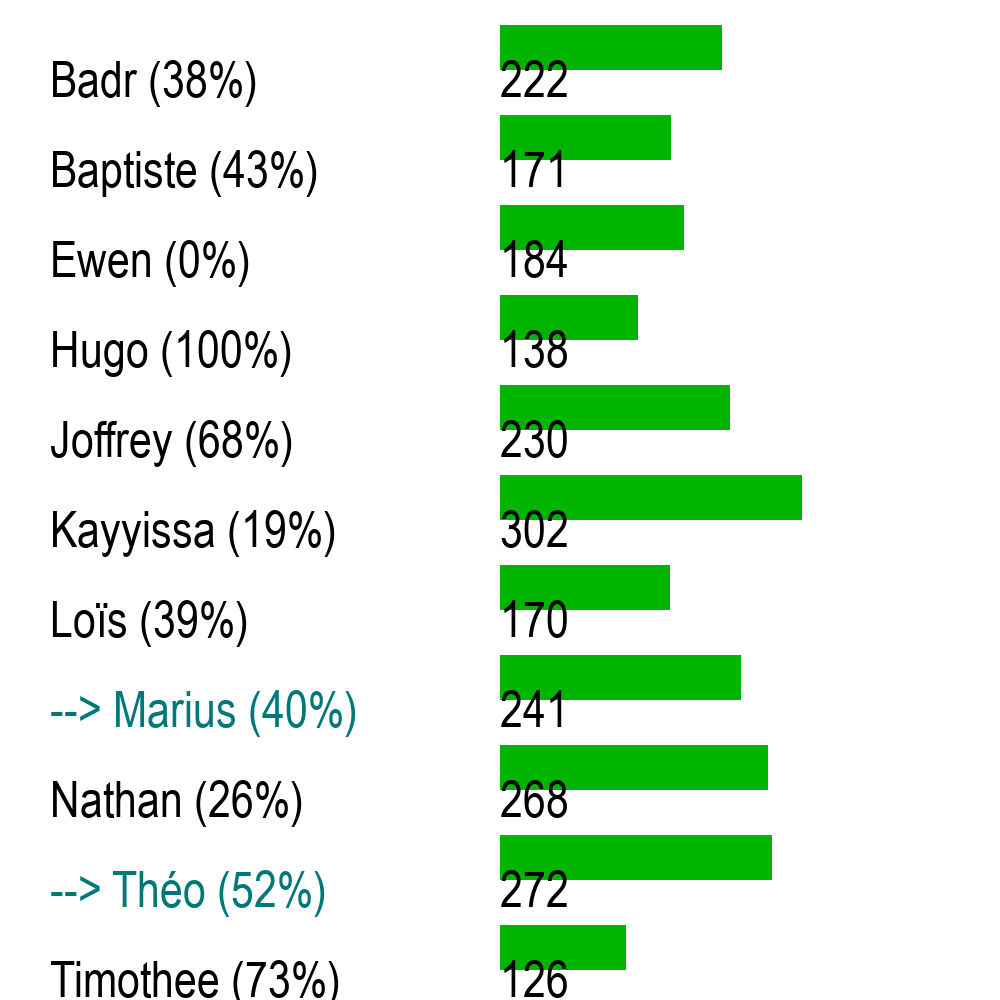 Badr (38%) 222
Baptiste (43%) 171
Ewen (0%) 184
Hugo (100%) 138
Joffrey (68%) 230
Kayyissa (19%) 302
Loïs (39%) 170
--> Marius (40%) 241
Nathan (26%) 268
--> Théo (52%) 272
Timothee (73%) 126